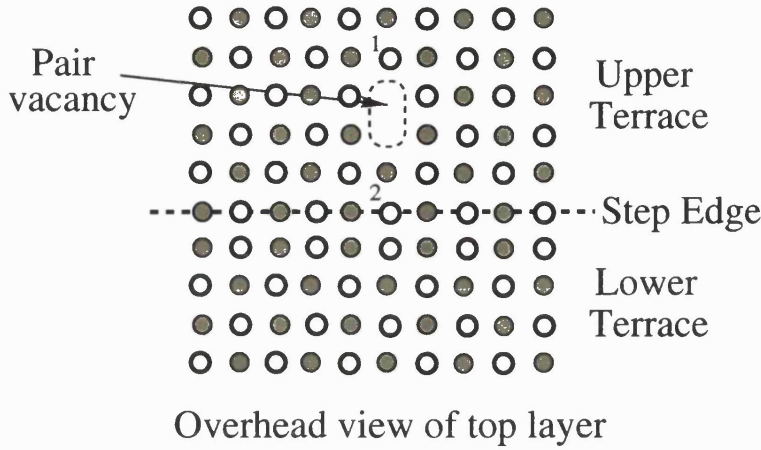 1
Pair
vacancy
Upper
Terrace
2
Step Edge
Lower
Terrace
Overhead view of top layer